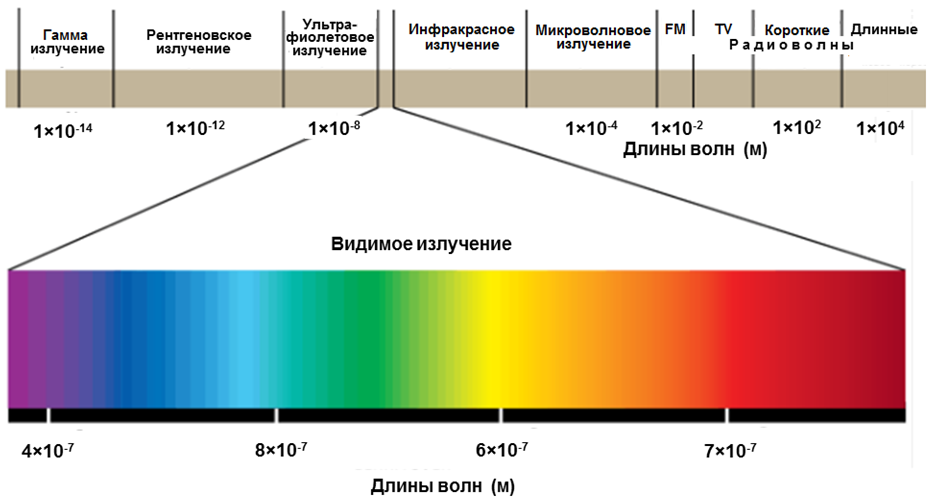 Гамма излучение
Рентгеновское излучение
Ультра-фиолетовое излучение
Инфракрасное излучение
Микроволновое излучение
FM
TV
Короткие
Длинные
Радиоволны
1×10-14
1×10-12
1×10-8
1×10-4
1×10-2
1×102
1×104
Длины волн (м)
Видимое излучение
4×10-7
8×10-7
6×10-7
7×10-7
Длины волн (м)